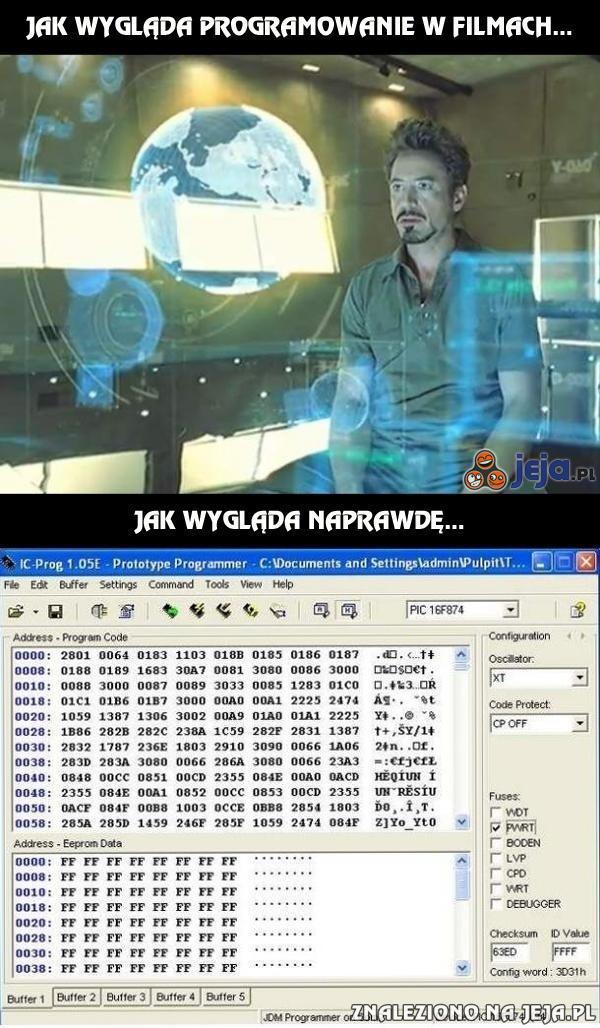 JAK WYGLĄDA PROGRAMOWANIE W FILMACH...
jeja.PL
JAK WYGLĄDA NAPRAWDĘ...
IC-Prog 1.05E - Prototype Programmer - C:\Documents and Settings\admin\Pulpit\T...
File Edit Buffer Settings Command Tools View Help
PIC 16F874
Address - Program Code
0000: 2801 0064 0183 1103 018B 0185 0186 0187
0008: 0188 0189 1683 30A7 0081 3080 0086 3000
0010: 0088 3000 0087 0089 3033 0085 1283 01C0
0018: 01C1 01B6 01B7 3000 00A0 00A1 2225 2474
0020: 1059 1387 1306 3002 00A9 01A0 01A1 2225
0028: 1B86 282B 282C 238A 1C59 282F 2831 1387
0030: 2832 1787 236E 1803 2910 3090 0066 1A06
0038: 283D 283A 3080 0066 286A 3080 0066 23A3
0040: 0848 00CC 0851 00CD 2355 084E 00A0 0ACD
0048: 2355 084E 00A1 0852 00CC 0853 00CD 2355
0050: 0ACF 084F 00B8 1003 0CCE 0BB8 2854 1803
0058: 285A 285D 1459 246F 285F 1059 2474 084F Z]Yo_YtO
Address - Eeprom Data
0000: FF FF FF FF FF FF FF FF ........
0008: FF FF FF FF FF FF FF FF ........
0010: FF FF FF FF FF FF FF FF ........
0018: FF FF FF FF FF FF FF FF ........
0020: FF FF FF FF FF FF FF FF ........
0028: FF FF FF FF FF FF FF FF ........
0030: FF FF FF FF FF FF FF FF ........
0038: FF FF FF FF FF FF FF FF ........
Configuration
Oscillator:
XT
Code Protect:
CP OFF
Fuses:
WDT
PWRT
BODEN
LVP
CPD
WRT
DEBUGGER
Checksum ID Value
63ED FFFF
Config word : 3D31h
Buffer 1 Buffer 2 Buffer 3 Buffer 4 Buffer 5
JDM Programmer on
ZNALEZIONO NA JEJA.PL